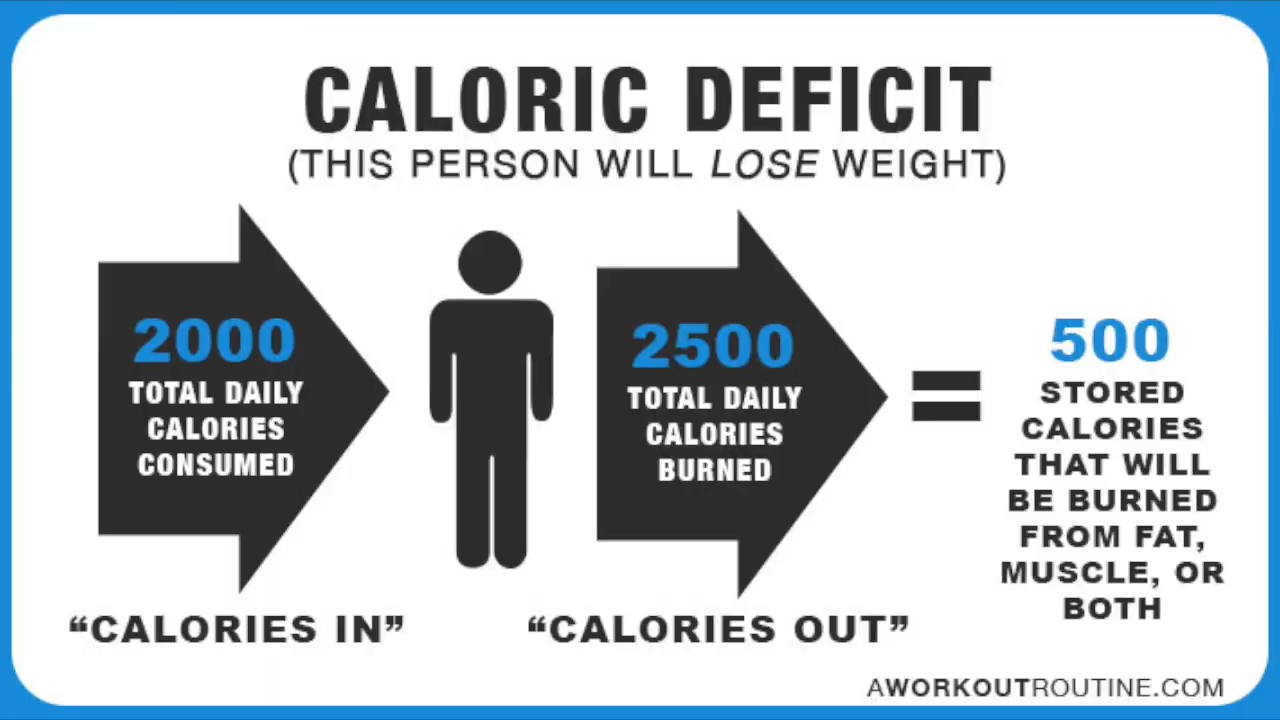 CALORIC DEFICIT
(THIS PERSON WILL LOSE WEIGHT)
2000
TOTAL DAILY
CALORIES
CONSUMED
“CALORIES IN”
2500
TOTAL DAILY
CALORIES
BURNED
“CALORIES OUT”
=
500
STORED
CALORIES
THAT WILL
BE BURNED
FROM FAT,
MUSCLE, OR
BOTH
AWORKOUTROUTINE.COM